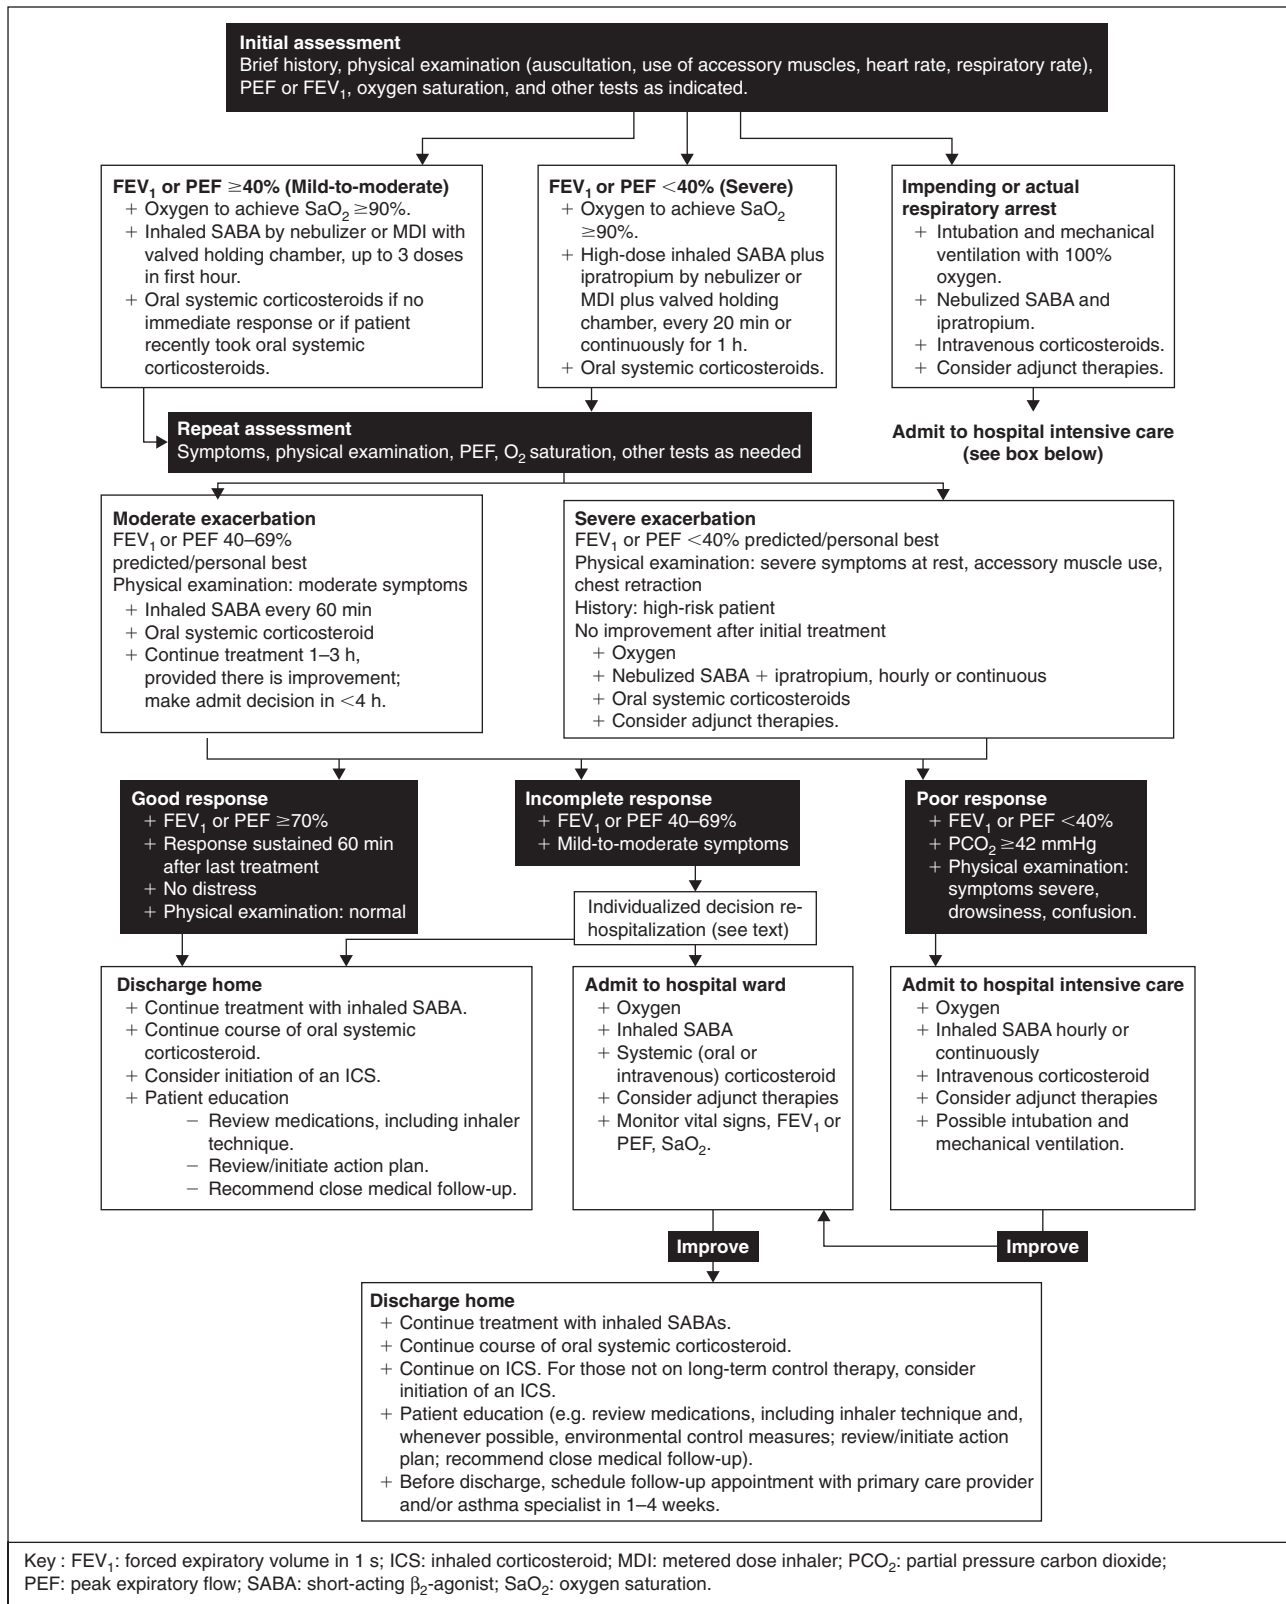 Initial assessment
Brief history, physical examination (auscultation, use of accessory muscles, heart rate, respiratory rate),
PEF or FEV₁, oxygen saturation, and other tests as indicated.
FEV₁ or PEF ≥40% (Mild-to-moderate)
+ Oxygen to achieve SaO₂ ≥90%.
+ Inhaled SABA by nebulizer or MDI with
valved holding chamber, up to 3 doses
in first hour.
+ Oral systemic corticosteroids if no
immediate response or if patient
recently took oral systemic
corticosteroids.
FEV₁ or PEF <40% (Severe)
+ Oxygen to achieve SaO₂
≥90%.
+ High-dose inhaled SABA plus
ipratropium by nebulizer or
MDI plus valved holding
chamber, every 20 min or
continuously for 1 h.
+ Oral systemic corticosteroids.
Impending or actual
respiratory arrest
+ Intubation and mechanical
ventilation with 100%
oxygen.
+ Nebulized SABA and
ipratropium.
+ Intravenous corticosteroids.
+ Consider adjunct therapies.
Repeat assessment
Symptoms, physical examination, PEF, O₂ saturation, other tests as needed
Admit to hospital intensive care
(see box below)
Moderate exacerbation
FEV₁ or PEF 40–69%
predicted/personal best
Physical examination: moderate symptoms
+ Inhaled SABA every 60 min
+ Oral systemic corticosteroid
+ Continue treatment 1–3 h,
provided there is improvement;
make admit decision in <4 h.
Severe exacerbation
FEV₁ or PEF <40% predicted/personal best
Physical examination: severe symptoms at rest, accessory muscle use,
chest retraction
History: high-risk patient
No improvement after initial treatment
+ Oxygen
+ Nebulized SABA + ipratropium, hourly or continuous
+ Oral systemic corticosteroids
+ Consider adjunct therapies.
Good response
+ FEV₁ or PEF ≥70%
+ Response sustained 60 min
after last treatment
+ No distress
+ Physical examination: normal
Incomplete response
+ FEV₁ or PEF 40–69%
+ Mild-to-moderate symptoms
Poor response
+ FEV₁ or PEF <40%
+ PCO₂ ≥42 mmHg
+ Physical examination:
symptoms severe,
drowsiness, confusion.
Individualized decision re-
hospitalization (see text)
Discharge home
+ Continue treatment with inhaled SABA.
+ Continue course of oral systemic
corticosteroid.
+ Consider initiation of an ICS.
+ Patient education
− Review medications, including inhaler
technique.
− Review/initiate action plan.
− Recommend close medical follow-up.
Admit to hospital ward
+ Oxygen
+ Inhaled SABA
+ Systemic (oral or
intravenous) corticosteroid
+ Consider adjunct therapies
+ Monitor vital signs, FEV₁ or
PEF, SaO₂.
Admit to hospital intensive care
+ Oxygen
+ Inhaled SABA hourly or
continuously
+ Intravenous corticosteroid
+ Consider adjunct therapies
+ Possible intubation and
mechanical ventilation.
Improve
Improve
Discharge home
+ Continue treatment with inhaled SABAs.
+ Continue course of oral systemic corticosteroid.
+ Continue on ICS. For those not on long-term control therapy, consider
initiation of an ICS.
+ Patient education (e.g. review medications, including inhaler technique and,
whenever possible, environmental control measures; review/initiate action
plan; recommend close medical follow-up).
+ Before discharge, schedule follow-up appointment with primary care provider
and/or asthma specialist in 1–4 weeks.
Key : FEV₁: forced expiratory volume in 1 s; ICS: inhaled corticosteroid; MDI: metered dose inhaler; PCO₂: partial pressure carbon dioxide;
PEF: peak expiratory flow; SABA: short-acting β₂-agonist; SaO₂: oxygen saturation.